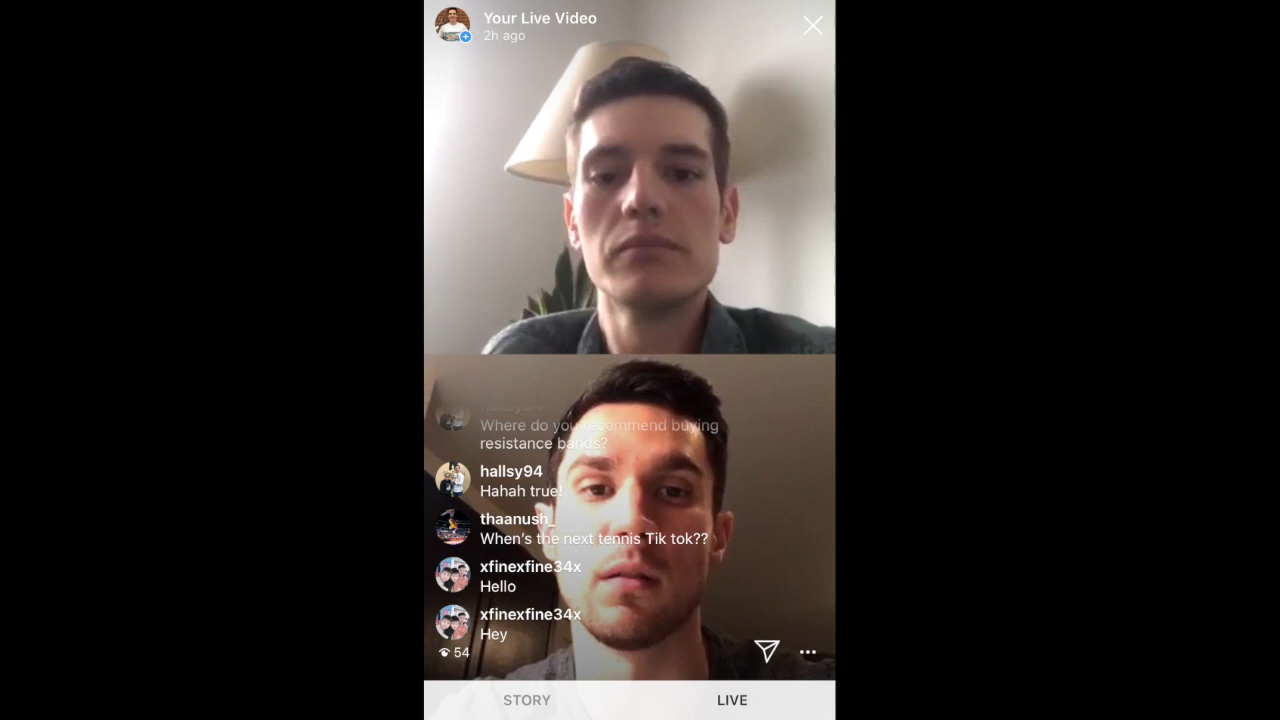 Your Live Video
2h ago
Where do you recommend buying
resistance bands?
hallsy94
Hahah true!
thaanush_
When's the next tennis Tik tok??
xfinexfine34x
Hello
xfinexfine34x
Hey
54
STORY
LIVE